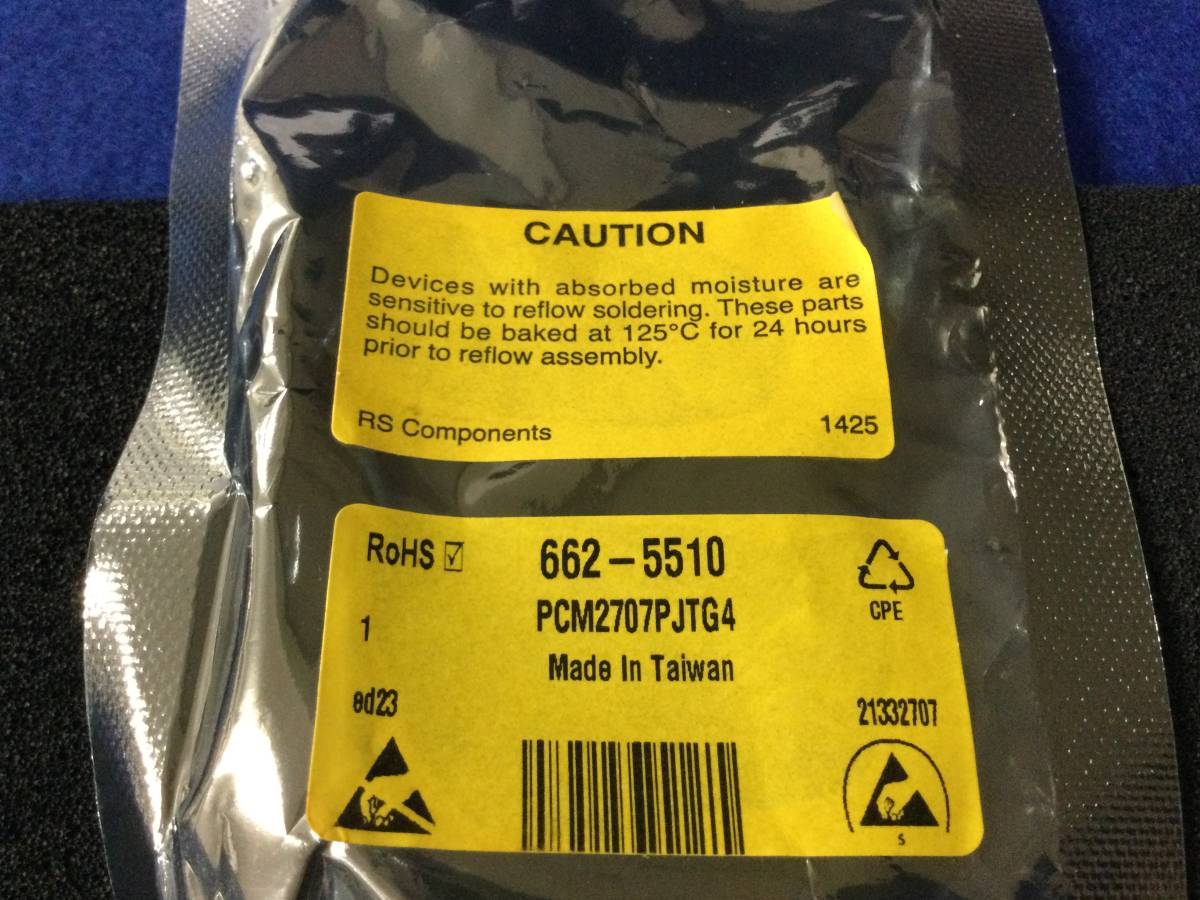 CAUTION
Devices with absorbed moisture are
sensitive to reflow soldering. These parts
should be baked at 125°C for 24 hours
prior to reflow assembly.
RS Components 1425
RoHS ☑ 662-5510
PCM2707PJTG4
CPE
1
Made In Taiwan
ed23
21332707
S